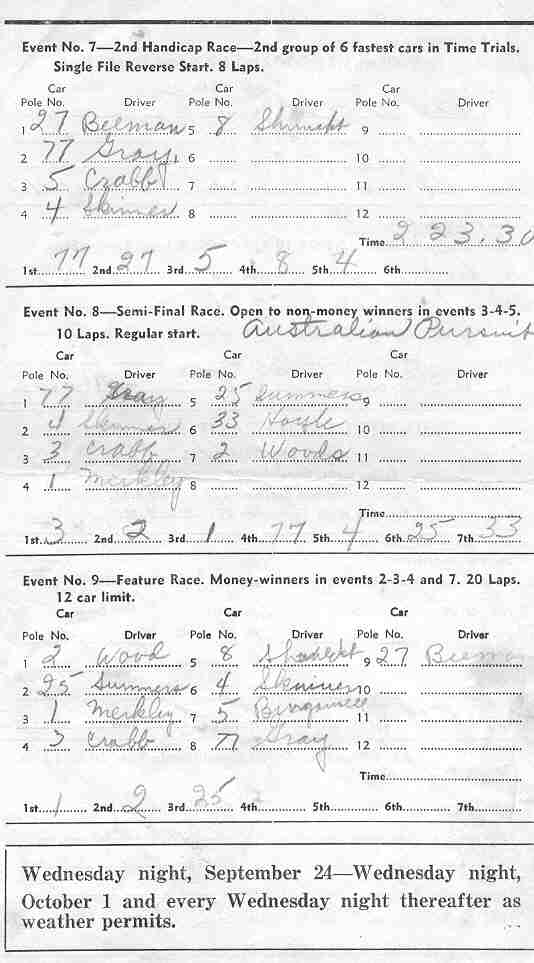 Event No. 7—2nd Handicap Race—2nd group of 6 fastest cars in Time Trials.
Single File Reverse Start. 8 Laps.
Car Car Car
Pole No. Driver Pole No. Driver Pole No. Driver
1 27 Beeman 5 8 9
2 77 Gray 6 10
3 5 Crabb 7 11
4 4 Skinner 8 12
Time 2 23.30
1st 77 2nd 27 3rd 5 4th 8 5th 4 6th
Event No. 8—Semi-Final Race. Open to non-money winners in events 3-4-5.
10 Laps. Regular start. Australian Pursuit
Car Car Car
Pole No. Driver Pole No. Driver Pole No. Driver
1 77 Gray 5 25 Summers 9
2 4 Skinner 6 33 Hoyle 10
3 3 Crabb 7 2 Woods 11
4 1 Merkley 8 12
Time
1st 3 2nd 2 3rd 1 4th 77 5th 4 6th 25 7th 33
Event No. 9—Feature Race. Money-winners in events 2-3-4 and 7. 20 Laps.
12 car limit.
Car Car Car
Pole No. Driver Pole No. Driver Pole No. Driver
1 2 Wood 5 8 9 27 Beeman
2 25 Summers 6 4 Skinner 10
3 1 Merkley 7 5 11
4 3 Crabb 8 77 Gray 12
Time
1st 1 2nd 2 3rd 25 4th 5th 6th 7th
Wednesday night, September 24—Wednesday night,
October 1 and every Wednesday night thereafter as
weather permits.